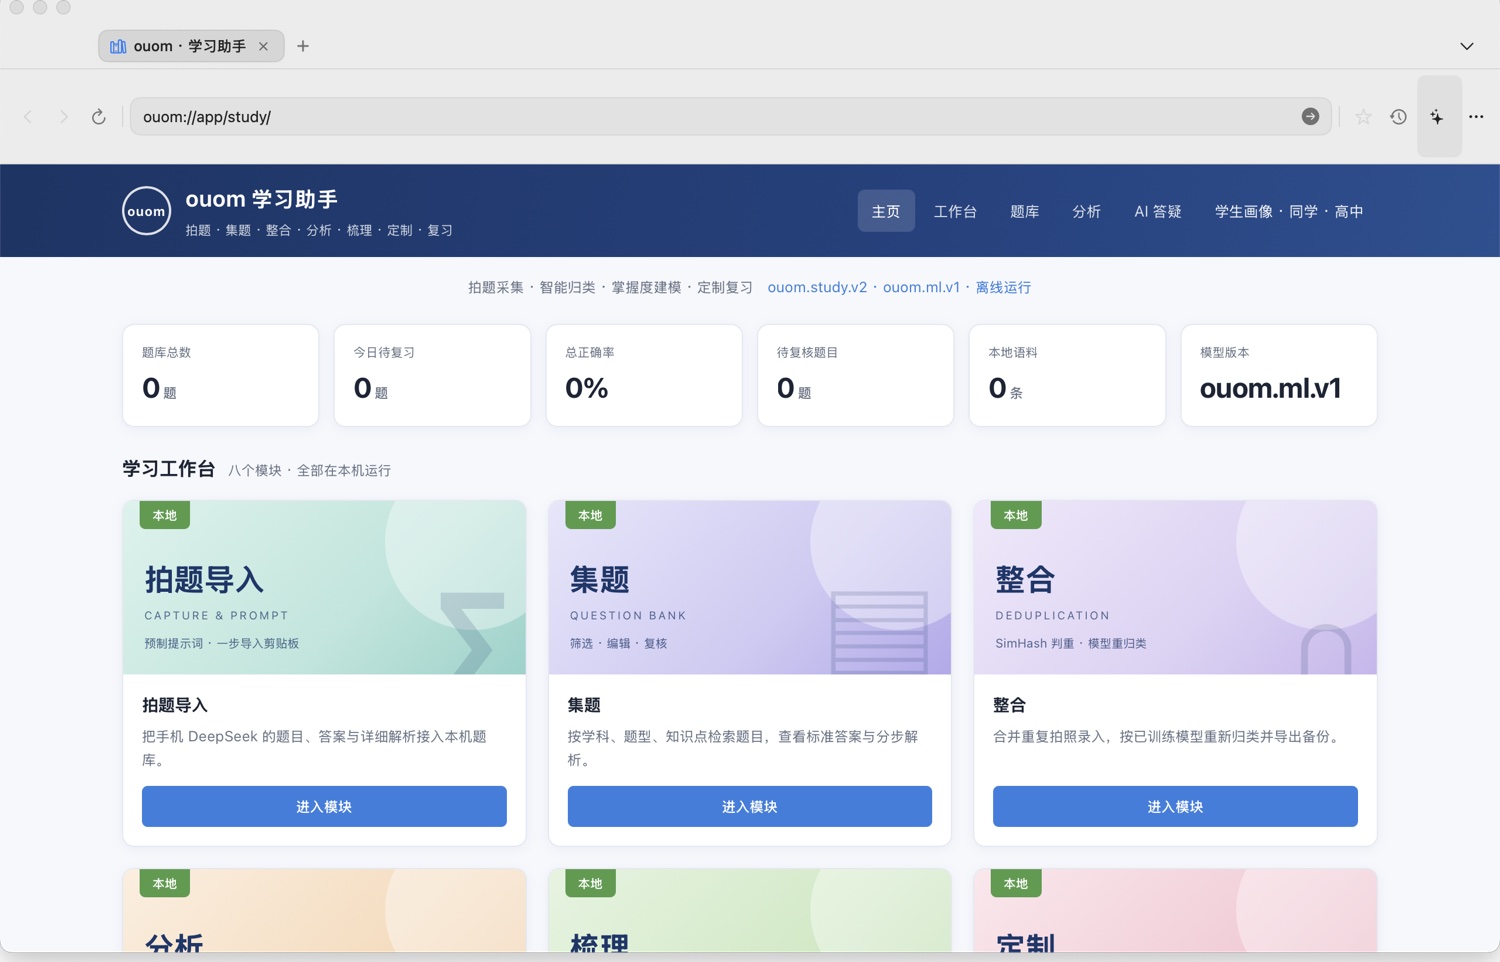 ouom · 学习助手
ouom://app/study/
ouom
ouom 学习助手
拍题 · 集题 · 整合 · 分析 · 梳理 · 定制 · 复习
主页 工作台 题库 分析 AI 答疑 学生画像 · 同学 · 高中
拍题采集 · 智能归类 · 掌握度建模 · 定制复习 ouom.study.v2 · ouom.ml.v1 · 离线运行
题库总数
0 题
今日待复习
0 题
总正确率
0%
待复核题目
0 题
本地语料
0 条
模型版本
ouom.ml.v1
学习工作台 八个模块 · 全部在本机运行
本地
拍题导入
CAPTURE & PROMPT
预制提示词 · 一步导入剪贴板
Σ
拍题导入
把手机 DeepSeek 的题目、答案与详细解析接入本机题
库。
进入模块
本地
集题
QUESTION BANK
筛选 · 编辑 · 复核
集题
按学科、题型、知识点检索题目，查看标准答案与分步解
析。
进入模块
本地
整合
DEDUPLICATION
SimHash 判重 · 模型重归类
∩
整合
合并重复拍照录入，按已训练模型重新归类并导出备份。
进入模块
本地
分析
本地
梳理
本地
定制